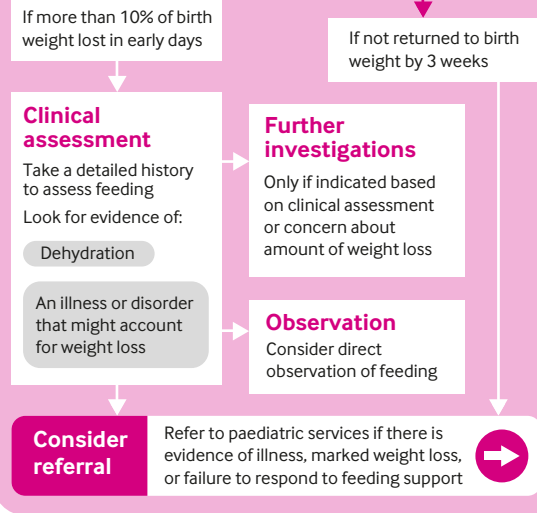 If more than 10% of birth
weight lost in early days
If not returned to birth
weight by 3 weeks
Clinical
assessment
Take a detailed history
to assess feeding
Look for evidence of:
Dehydration
An illness or disorder
that might account
for weight loss
Further
investigations
Only if indicated based
on clinical assessment
or concern about
amount of weight loss
Observation
Consider direct
observation of feeding
Consider
referral
Refer to paediatric services if there is
evidence of illness, marked weight loss,
or failure to respond to feeding support